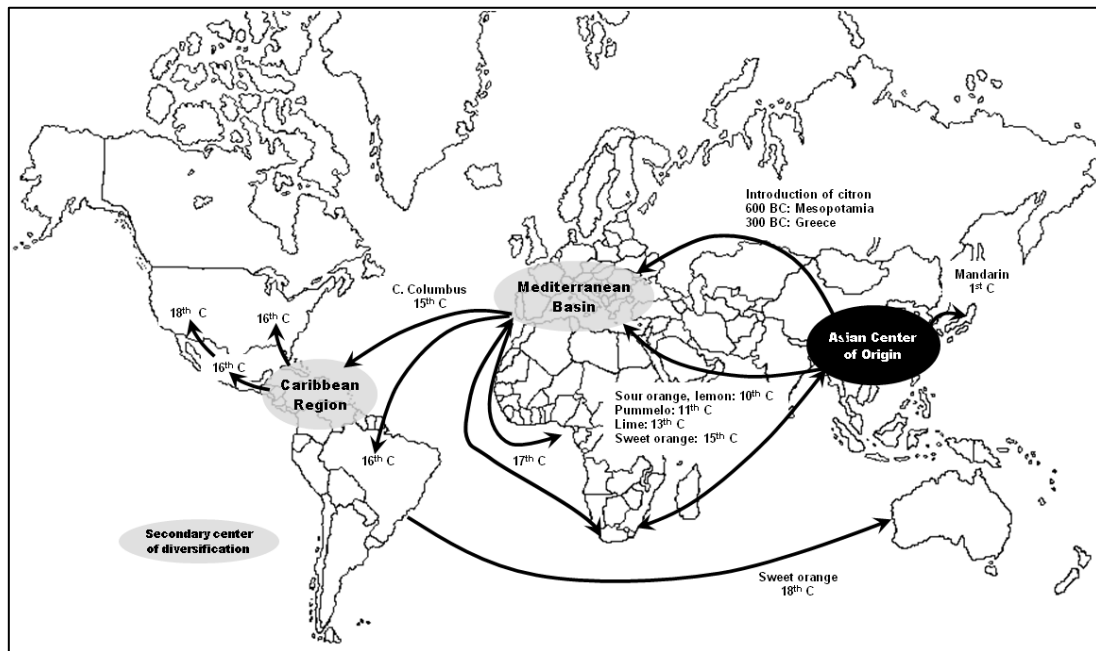 Introduction of citron
600 BC: Mesopotamia
300 BC: Greece
Mandarin
1st C
C. Columbus
15th C
Mediterranean
Basin
18th C
16th C
16th C
Asian Center
of Origin
Caribbean
Region
Sour orange, lemon: 10th C
Pummelo: 11th C
Lime: 13th C
Sweet orange: 15th C
16th C
17th C
Secondary center
of diversification
Sweet orange
18th C